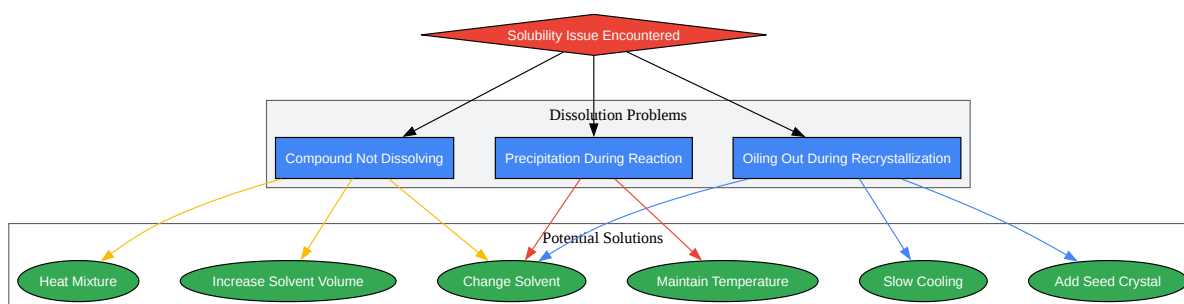 Solubility Issue Encountered
Dissolution Problems
Compound Not Dissolving
Precipitation During Reaction
Oiling Out During Recrystallization
Potential Solutions
Heat Mixture
Increase Solvent Volume
Change Solvent
Maintain Temperature
Slow Cooling
Add Seed Crystal